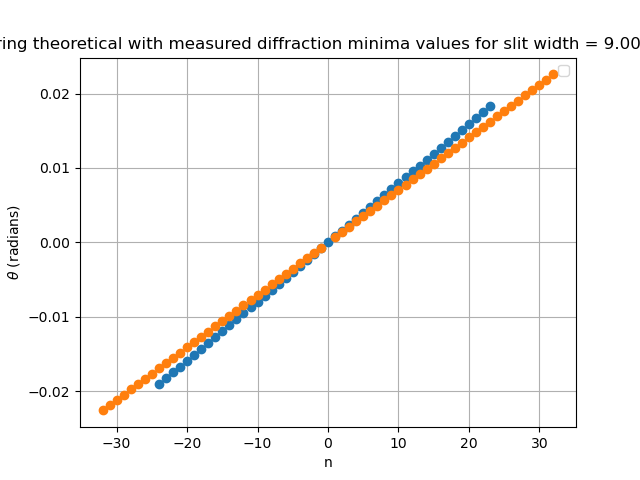 ring theoretical with measured diffraction minima values for slit width = 9.00
0.02
0.01
0.00
−0.01
−0.02
θ (radians)
−30 −20 −10 0 10 20 30
n